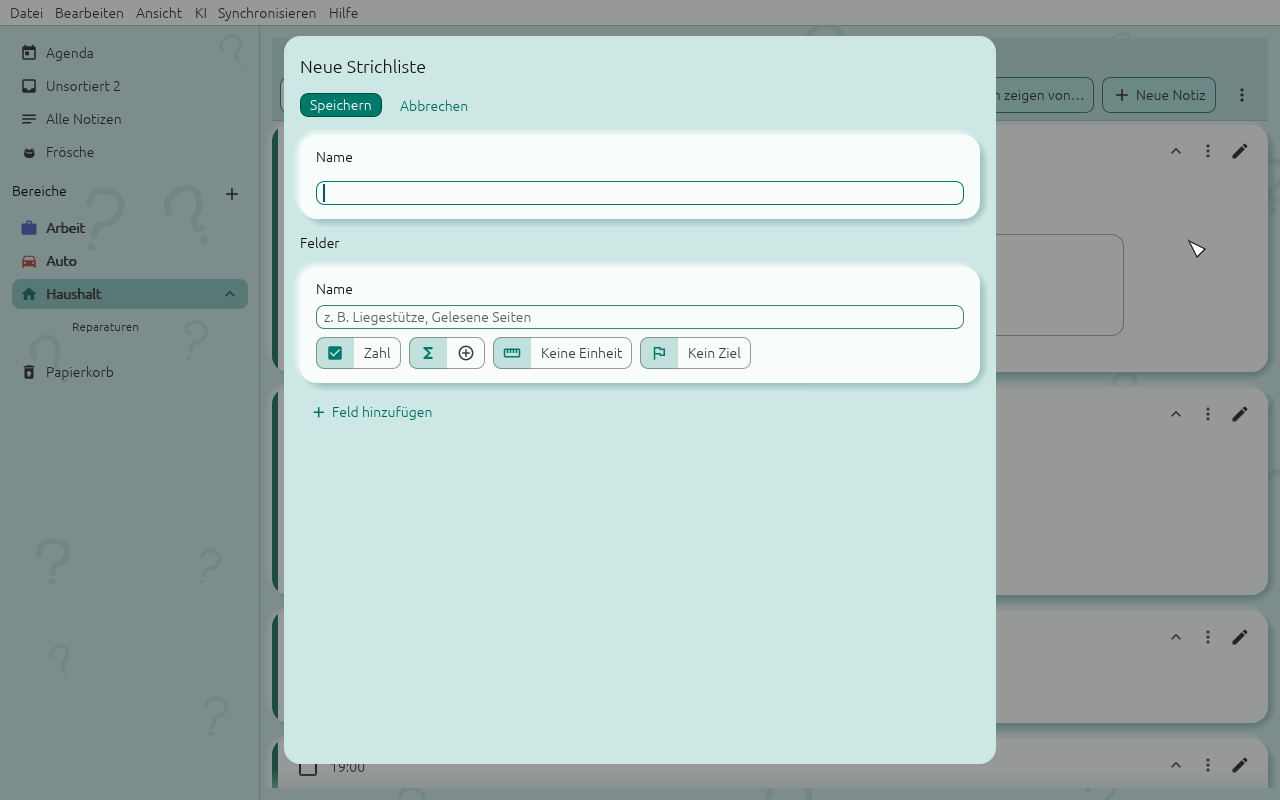 Datei Bearbeiten Ansicht KI Synchronisieren Hilfe
Agenda
Unsortiert 2
Alle Notizen
Frösche
Bereiche
Arbeit
Auto
Haushalt
Reparaturen
Papierkorb
Neue Strichliste
Speichern Abbrechen
Name
Felder
Name
z. B. Liegestütze, Gelesene Seiten
Zahl Keine Einheit Kein Ziel
Feld hinzufügen
zeigen von... Neue Notiz
19:00